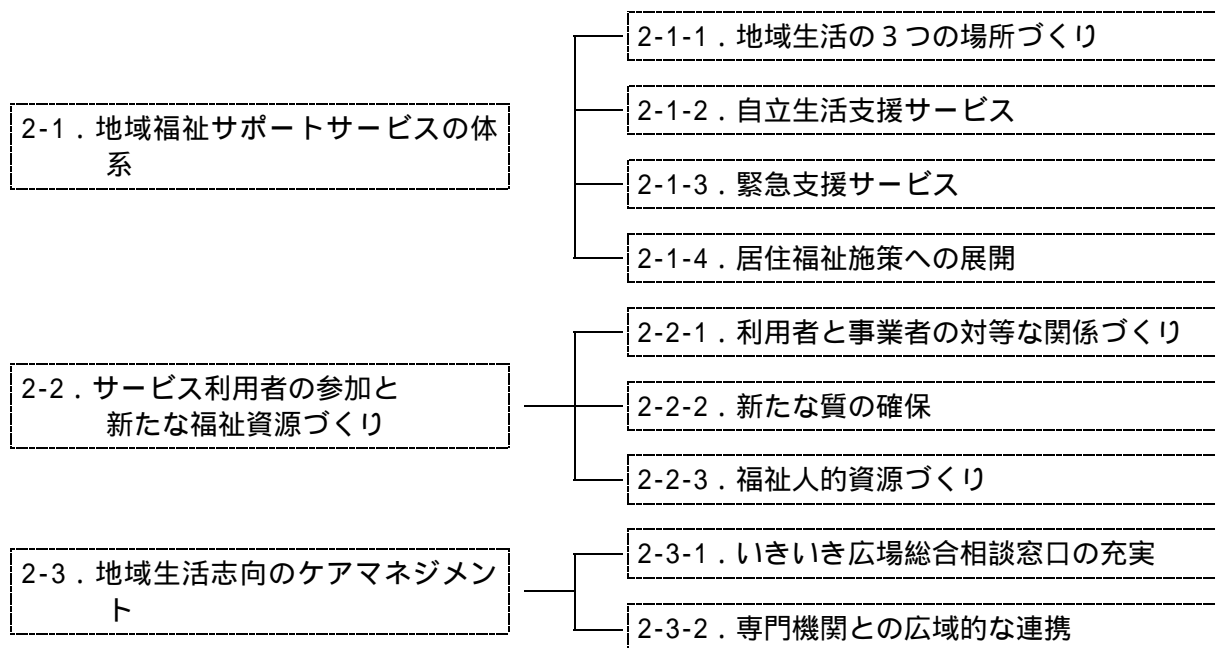 2-1．地域福祉サポートサービスの体
系
2-1-1．地域生活の３つの場所づくり
2-1-2．自立生活支援サービス
2-1-3．緊急支援サービス
2-1-4．居住福祉施策への展開
2-2．サービス利用者の参加と
新たな福祉資源づくり
2-2-1．利用者と事業者の対等な関係づくり
2-2-2．新たな質の確保
2-2-3．福祉人的資源づくり
2-3．地域生活志向のケアマネジメン
ト
2-3-1．いきいき広場総合相談窓口の充実
2-3-2．専門機関との広域的な連携